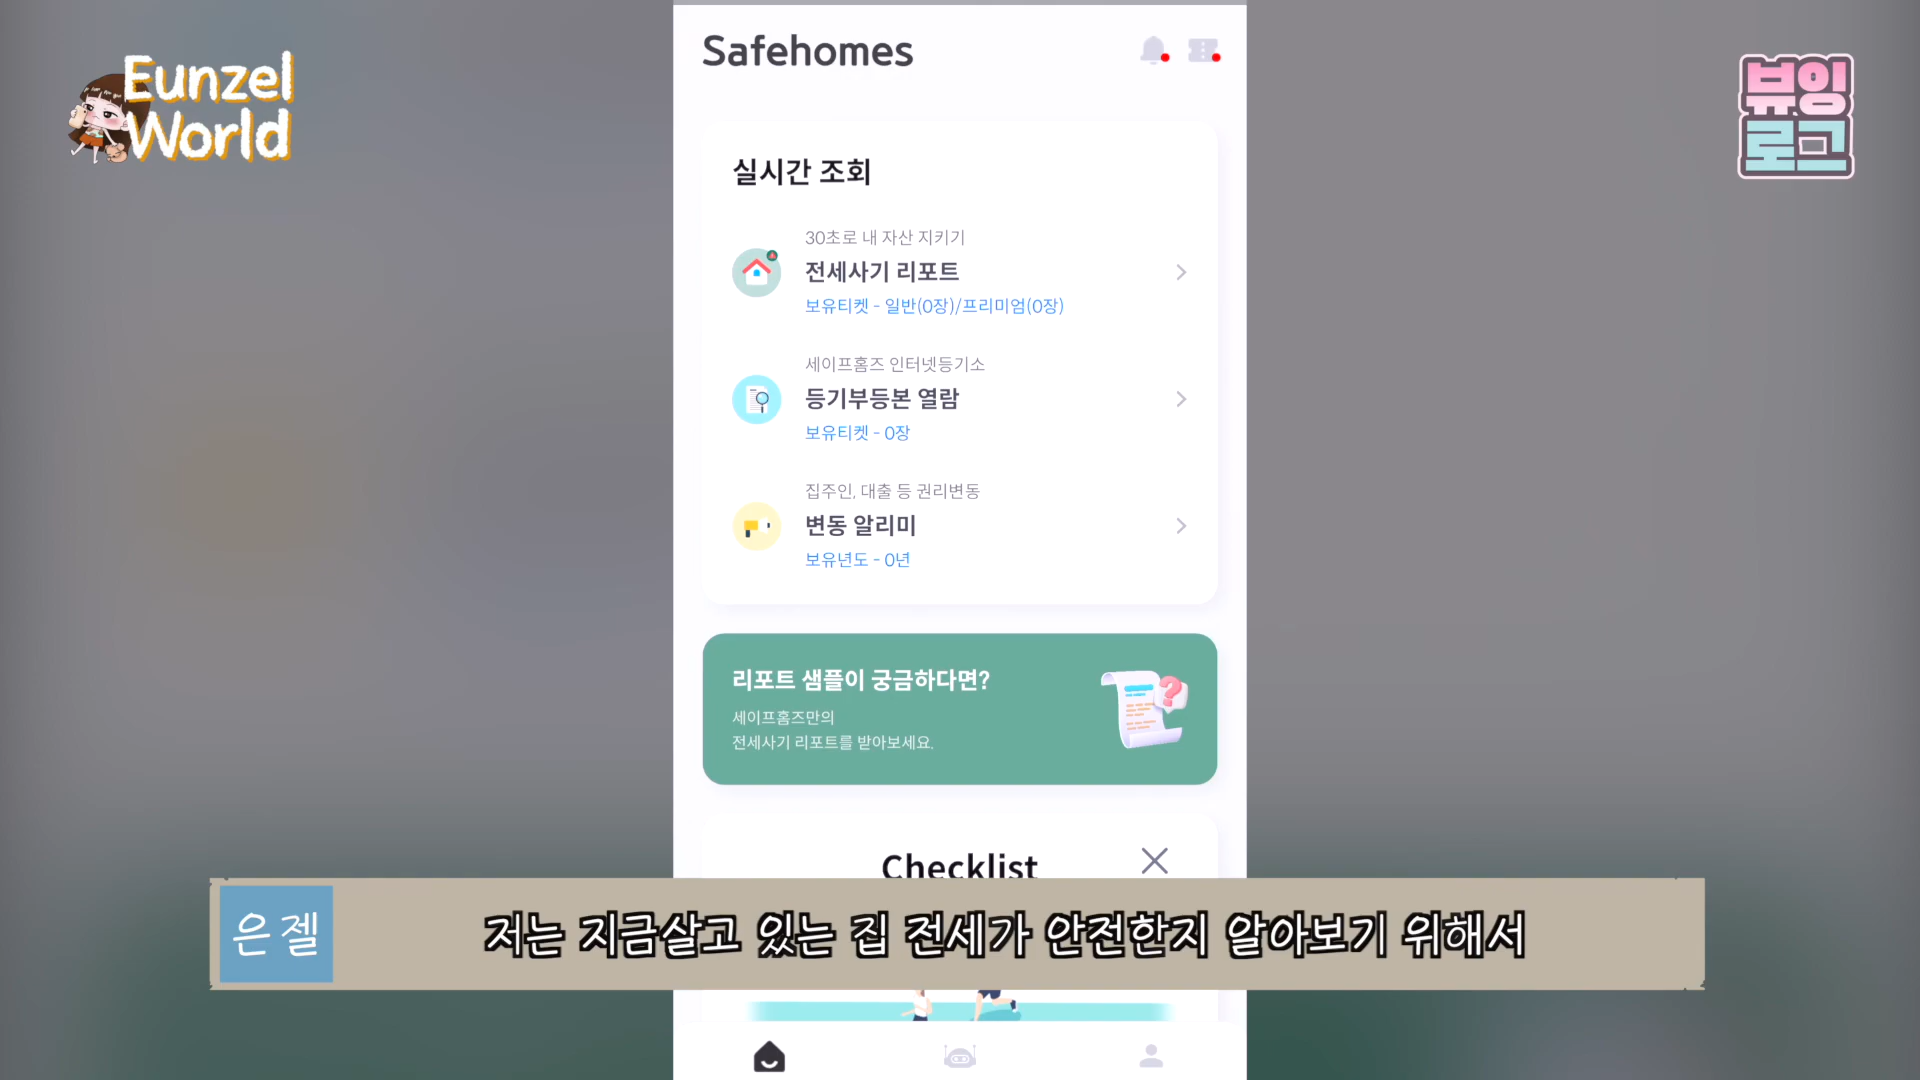 Eunzel
World
뷰잉
로그
Safehomes
실시간 조회
30초로 내 자산 지키기
전세사기 리포트
보유티켓 - 일반(0장)/프리미엄(0장)
세이프홈즈 인터넷등기소
등기부등본 열람
보유티켓 - 0장
집주인, 대출 등 권리변동
변동 알리미
보유년도 - 0년
리포트 샘플이 궁금하다면?
세이프홈즈만의
전세사기 리포트를 받아보세요.
Checklist
은젤
저는 지금살고 있는 집 전세가 안전한지 알아보기 위해서